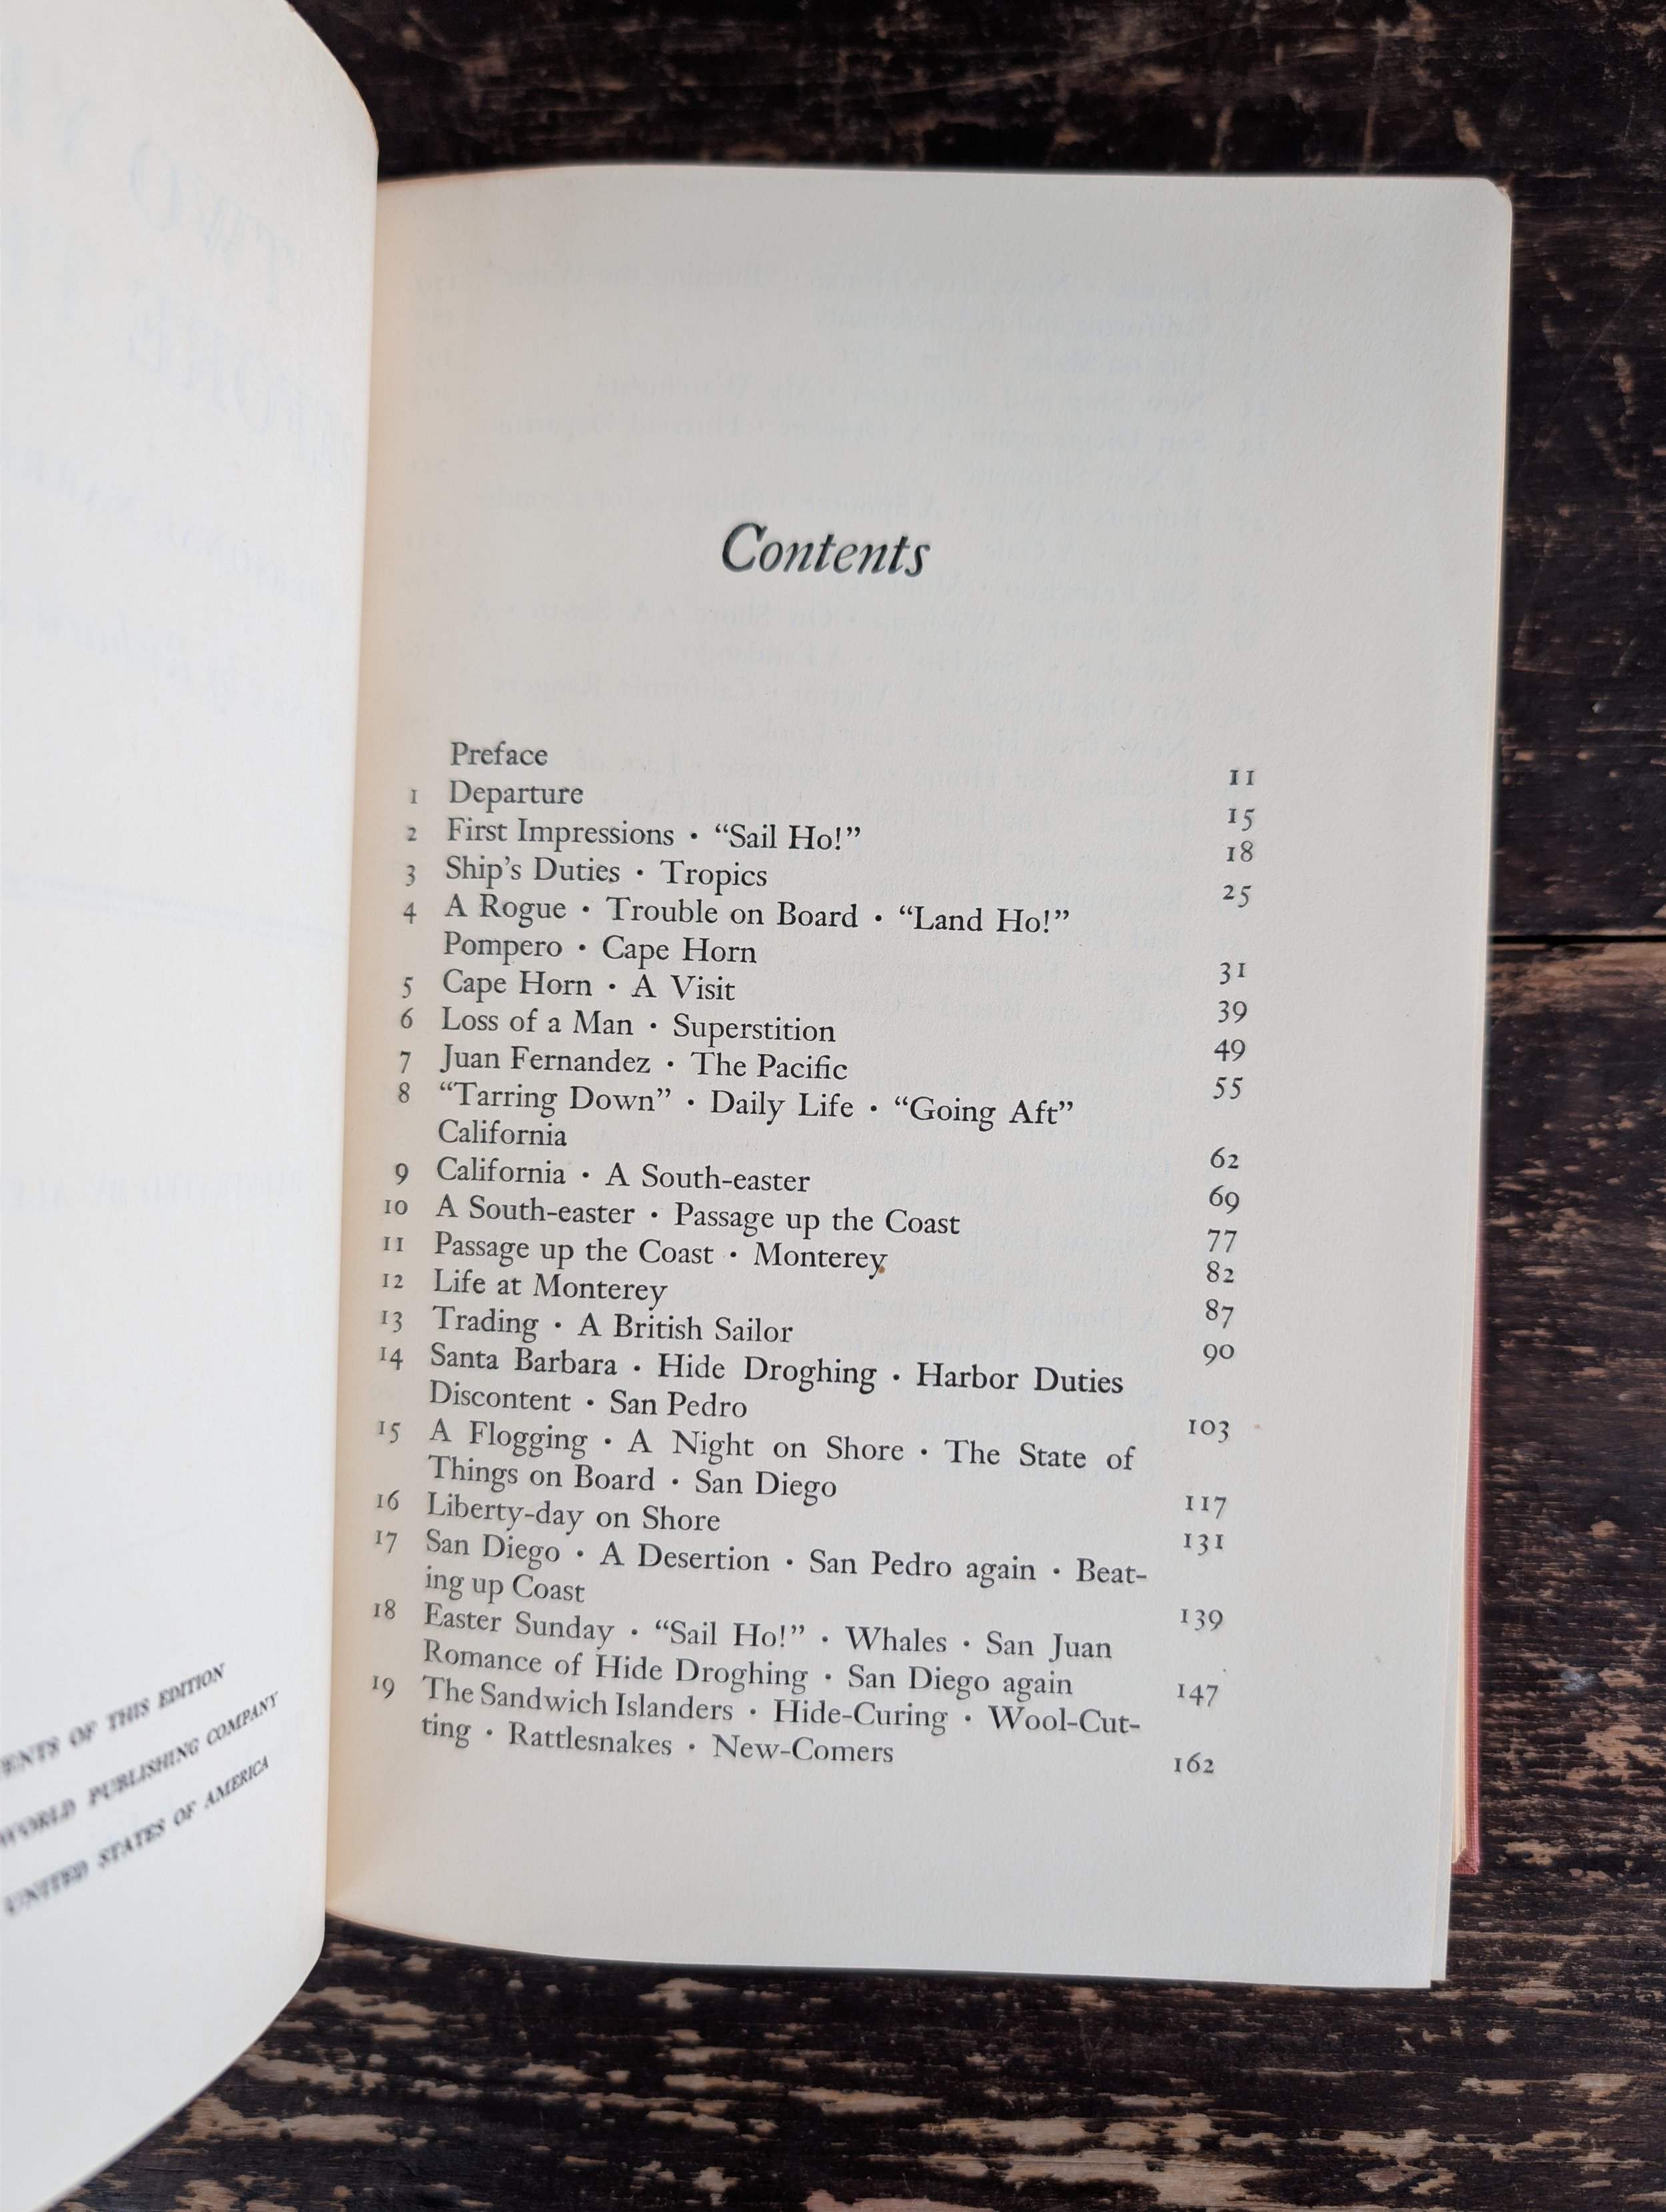 ENTS OF THIS EDITION
WORLD PUBLISHING COMPANY
UNITED STATES OF AMERICA
Contents
Preface 11
1 Departure 15
2 First Impressions · “Sail Ho!” 18
3 Ship’s Duties · Tropics 25
4 A Rogue · Trouble on Board · “Land Ho!”
Pompero · Cape Horn 31
5 Cape Horn · A Visit 39
6 Loss of a Man · Superstition 49
7 Juan Fernandez · The Pacific 55
8 “Tarring Down” · Daily Life · “Going Aft”
California 62
9 California · A South-easter 69
10 A South-easter · Passage up the Coast 77
11 Passage up the Coast · Monterey 82
12 Life at Monterey 87
13 Trading · A British Sailor 90
14 Santa Barbara · Hide Droghing · Harbor Duties
Discontent · San Pedro 103
15 A Flogging · A Night on Shore · The State of
Things on Board · San Diego 117
16 Liberty-day on Shore 131
17 San Diego · A Desertion · San Pedro again · Beat-
ing up Coast 139
18 Easter Sunday · “Sail Ho!” · Whales · San Juan
Romance of Hide Droghing · San Diego again 147
19 The Sandwich Islanders · Hide-Curing · Wool-Cut-
ting · Rattlesnakes · New-Comers 162